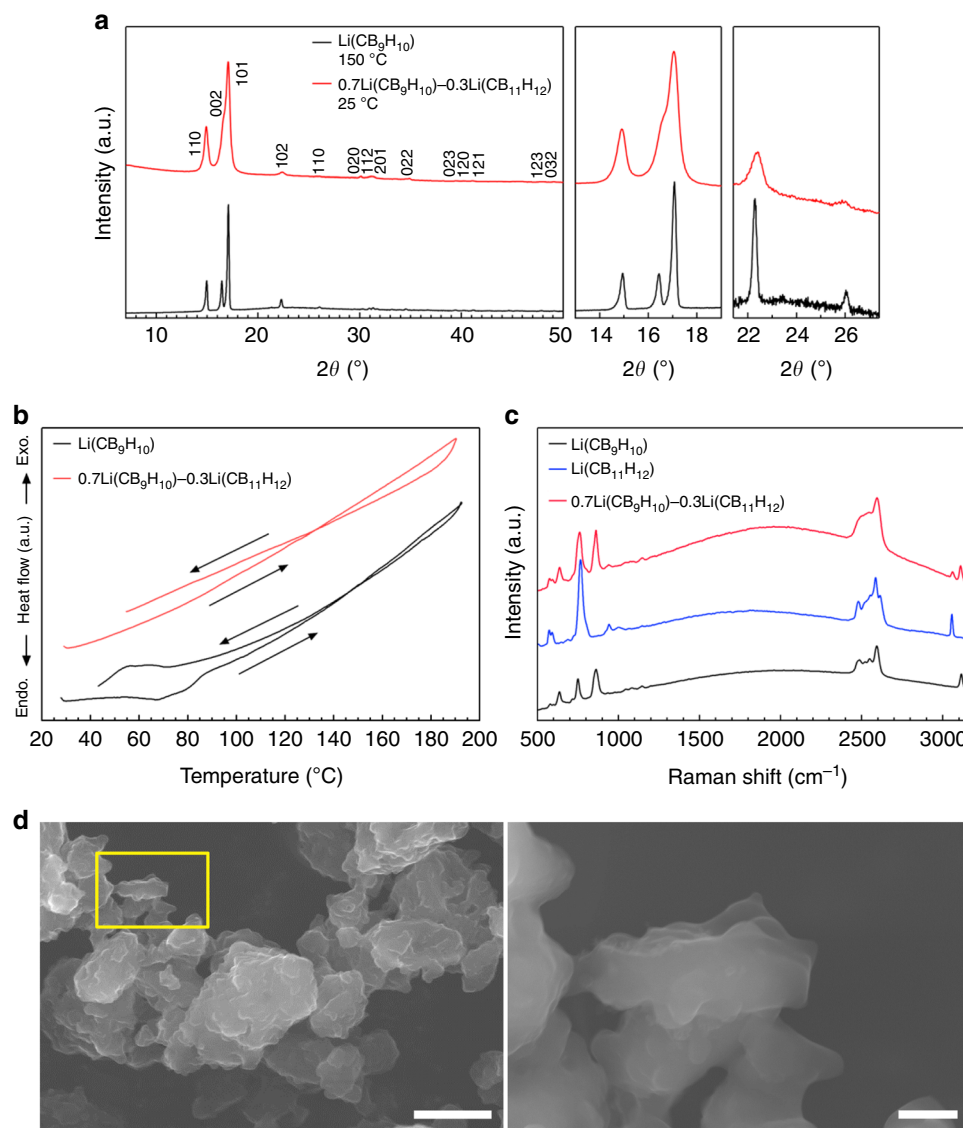 a
Intensity (a.u.)
Li(CB9H10)
150 °C
0.7Li(CB9H10)–0.3Li(CB11H12)
25 °C
110
002
101
102
110
020
112
201
022
023
120
121
123
032
10 20 30 40 50
2θ (°)
14 16 18
2θ (°)
22 24 26
2θ (°)
b
Endo. Heat flow (a.u.) Exo.
Li(CB9H10)
0.7Li(CB9H10)–0.3Li(CB11H12)
20 40 60 80 100 120 140 160 180 200
Temperature (°C)
c
Intensity (a.u.)
Li(CB9H10)
Li(CB11H12)
0.7Li(CB9H10)–0.3Li(CB11H12)
500 1000 1500 2000 2500 3000
Raman shift (cm–1)
d